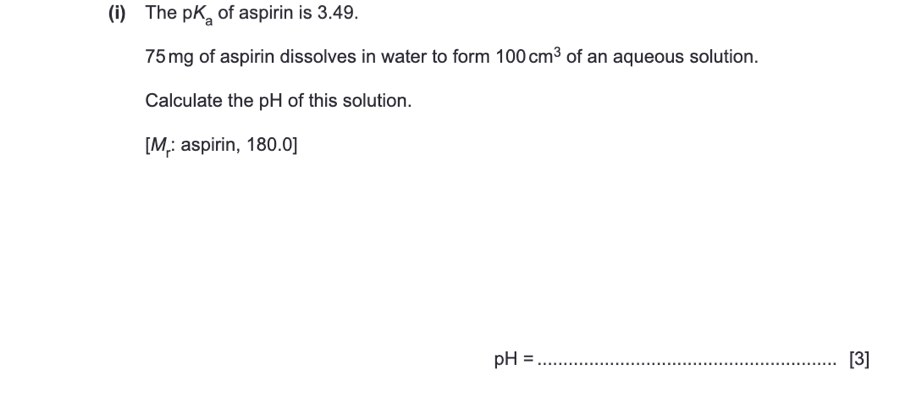 (i) The pKₐ of aspirin is 3.49.
75 mg of aspirin dissolves in water to form 100 cm³ of an aqueous solution.
Calculate the pH of this solution.
[Mᵣ: aspirin, 180.0]
pH = ............................................................ [3]